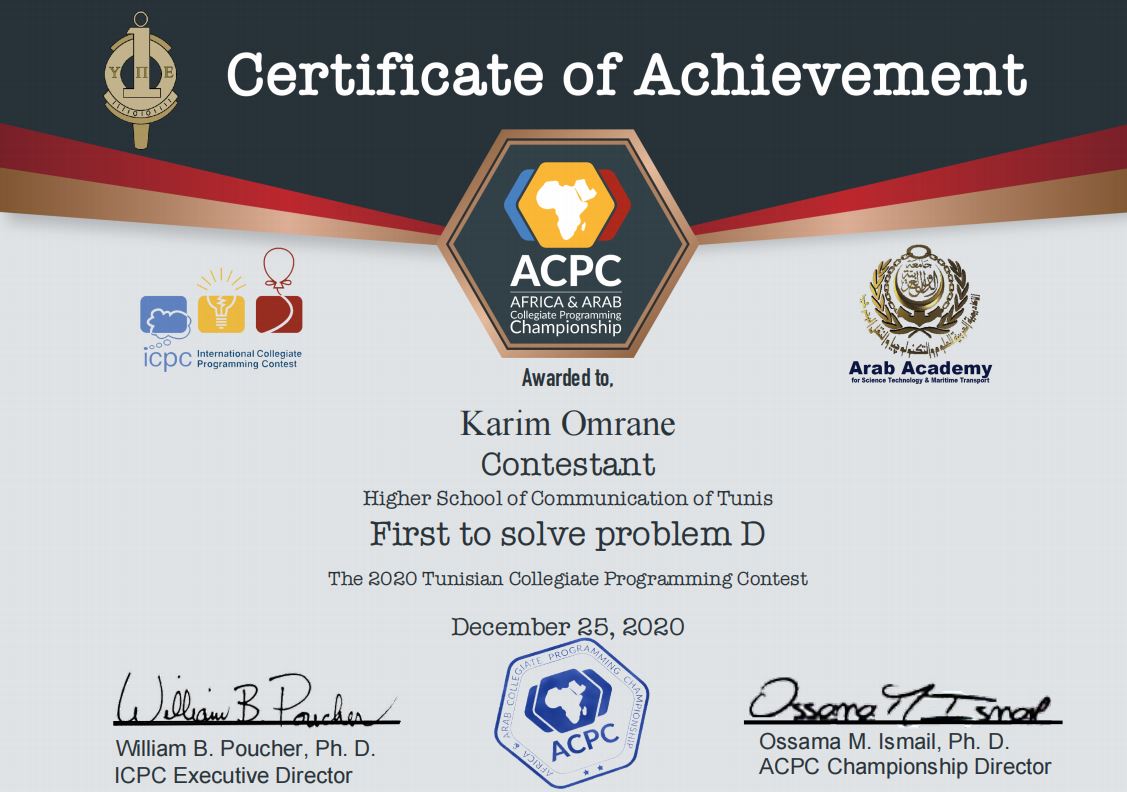 Y Π E
Certificate of Achievement
ACPC
AFRICA & ARAB
Collegiate Programming
Championship
icpc International Collegiate
Programming Contest
Arab Academy
for Science Technology & Maritime Transport
Awarded to,
Karim Omrane
Contestant
Higher School of Communication of Tunis
First to solve problem D
The 2020 Tunisian Collegiate Programming Contest
December 25, 2020
AFRICA & ARAB COLLEGIATE PROGRAMMING CHAMPIONSHIP
ACPC
William B. Poucher
William B. Poucher, Ph. D.
ICPC Executive Director
Ossama M Ismail
Ossama M. Ismail, Ph. D.
ACPC Championship Director